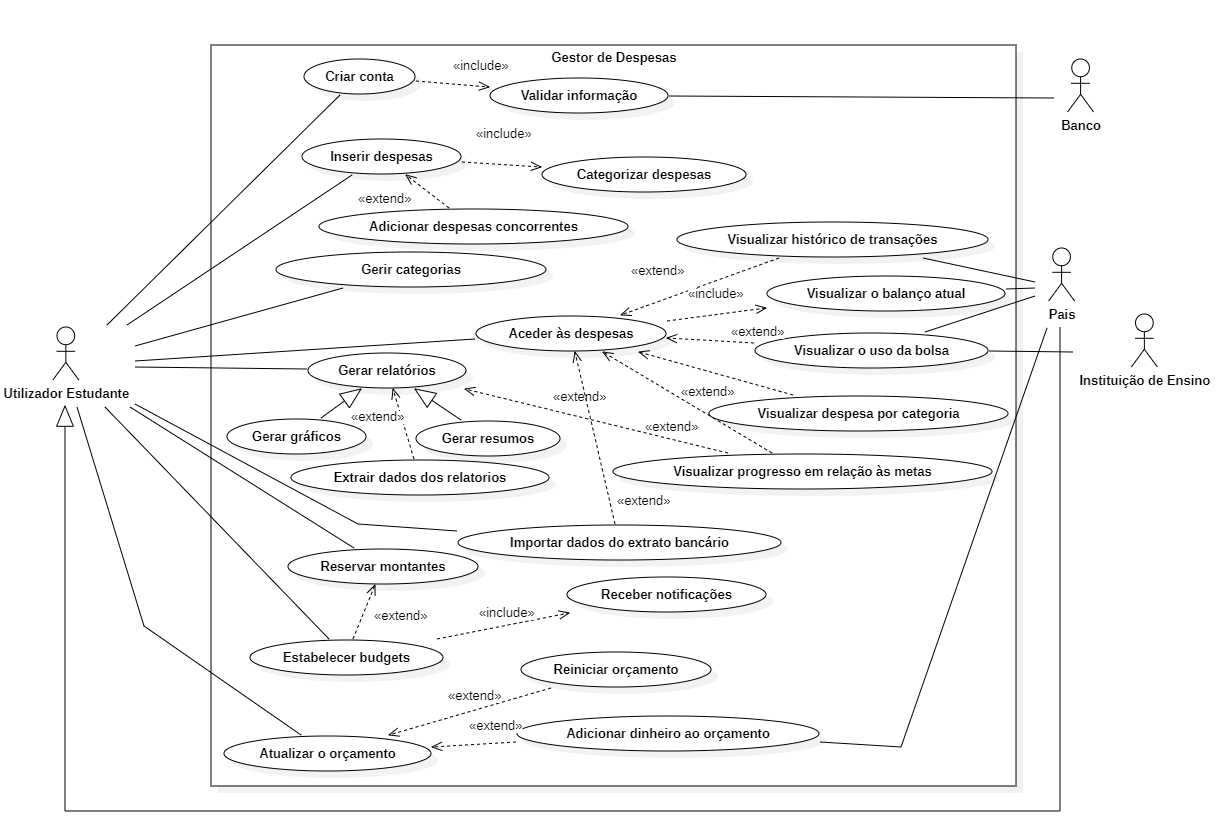 Gestor de Despesas
Criar conta
«include»
Validar informação
Banco
«include»
Inserir despesas
Categorizar despesas
«extend»
Adicionar despesas concorrentes
Visualizar histórico de transações
Gerir categorias
«extend»
«include»
Visualizar o balanço atual
Pais
Aceder às despesas
«extend»
Visualizar o uso da bolsa
Instituição de Ensino
Utilizador Estudante
Gerar relatórios
«extend»
«extend»
«extend»
Visualizar despesa por categoria
Gerar gráficos
Gerar resumos
«extend»
Extrair dados dos relatorios
Visualizar progresso em relação às metas
«extend»
Importar dados do extrato bancário
Reservar montantes
Receber notificações
«extend»
«include»
Estabelecer budgets
Reiniciar orçamento
«extend»
«extend»
Adicionar dinheiro ao orçamento
Atualizar o orçamento